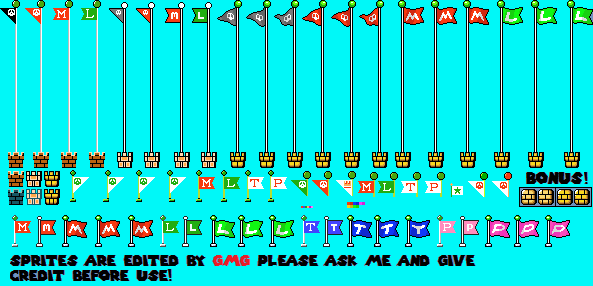 M L M L M M M L L L
BONUS!
M L T P M L T P
M M M M M L L L L L T T T T T P P P P P
SPRITES ARE EDITED BY GMG PLEASE ASK ME AND GIVE
CREDIT BEFORE USE!